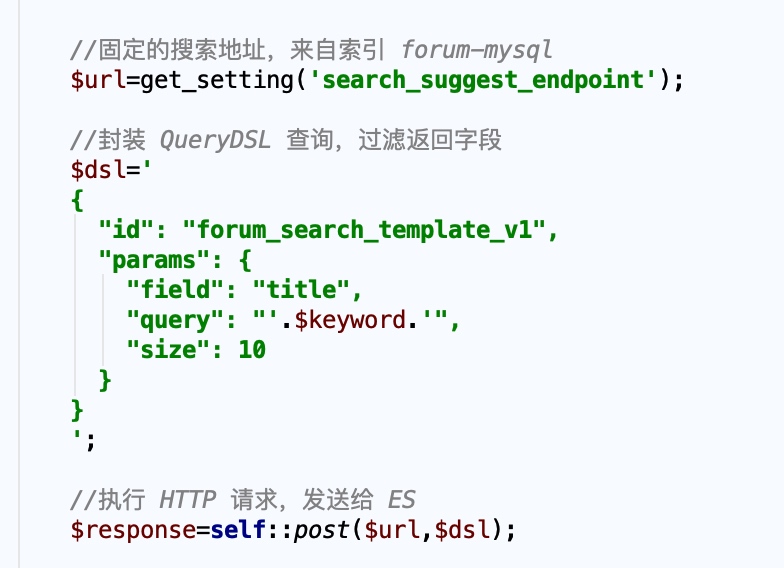 //固定的搜索地址，来自索引 forum-mysql
$url=get_setting('search_suggest_endpoint');
//封装 QueryDSL 查询，过滤返回字段
$dsl='
{
  "id": "forum_search_template_v1",
  "params": {
    "field": "title",
    "query": "'.$keyword.'",
    "size": 10
  }
}
';
//执行 HTTP 请求，发送给 ES
$response=self::post($url,$dsl);